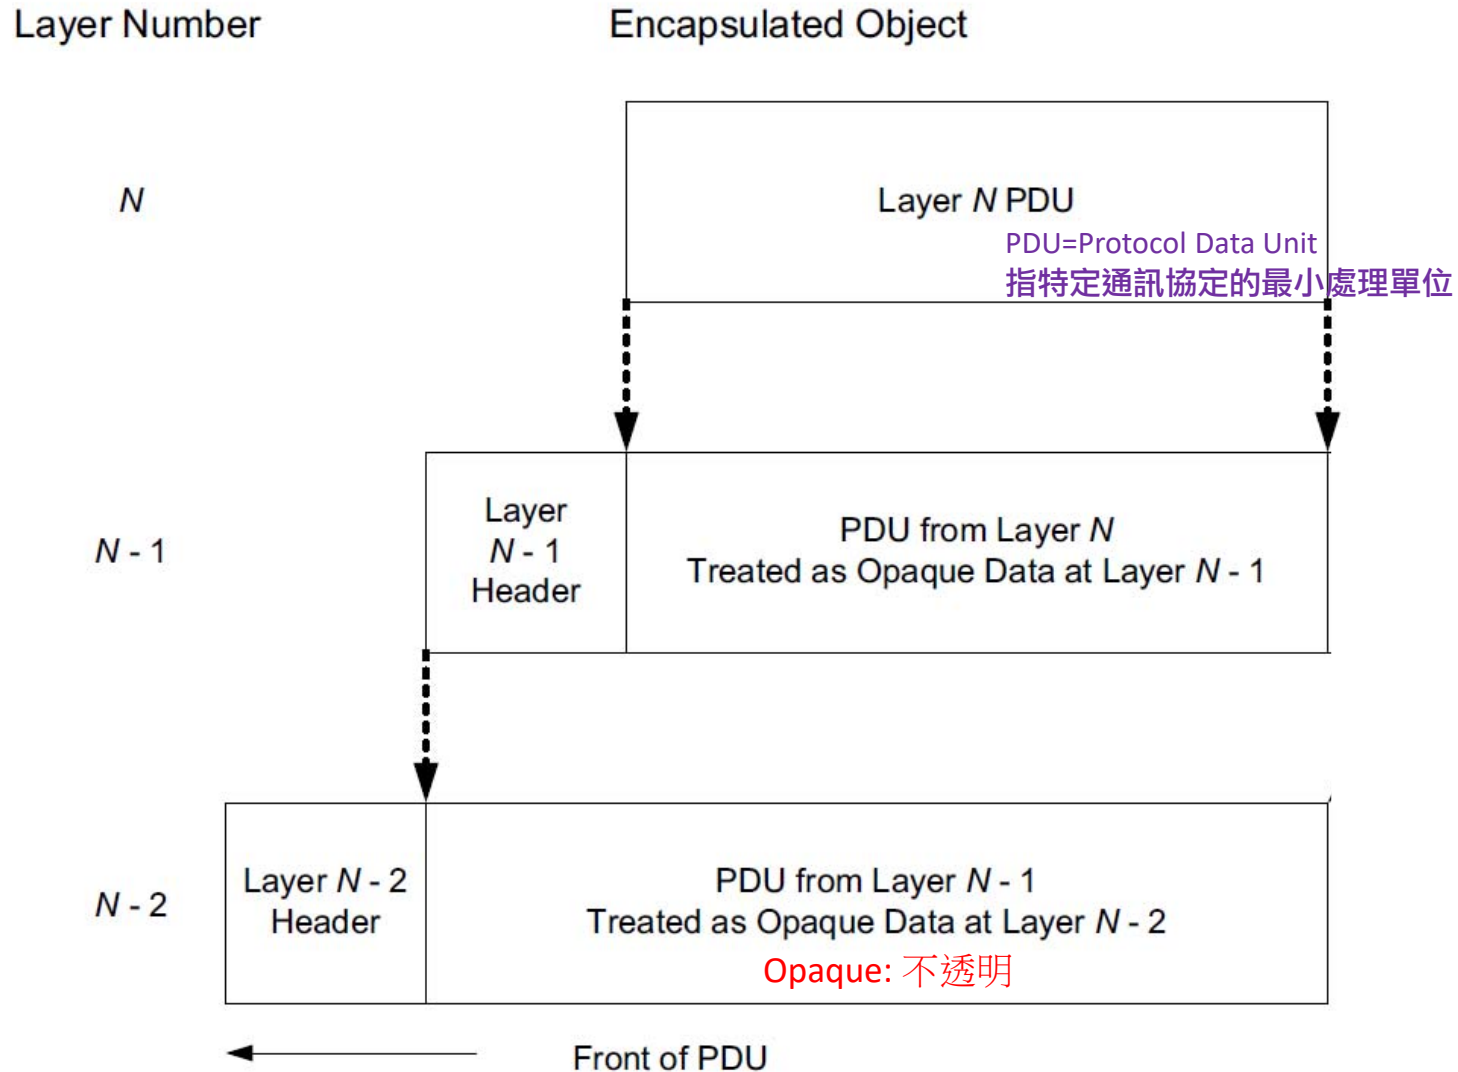 Layer Number
Encapsulated Object
N
Layer N PDU
PDU=Protocol Data Unit
指特定通訊協定的最小處理單位
N - 1
Layer
N - 1
Header
PDU from Layer N
Treated as Opaque Data at Layer N - 1
N - 2
Layer N - 2
Header
PDU from Layer N - 1
Treated as Opaque Data at Layer N - 2
Opaque: 不透明
Front of PDU